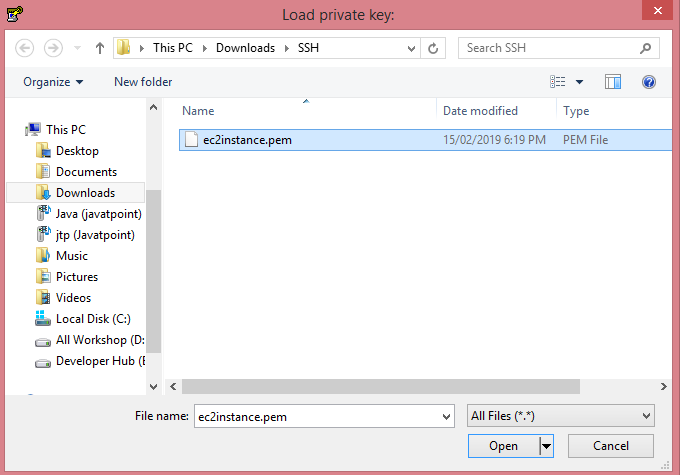 Load private key:
This PC Downloads SSH
Search SSH
Organize New folder
Name Date modified Type
ec2instance.pem 15/02/2019 6:19 PM PEM File
This PC
Desktop
Documents
Downloads
Java (javatpoint)
jtp (Javatpoint)
Music
Pictures
Videos
Local Disk (C:)
All Workshop (D:
Developer Hub (E
File name: ec2instance.pem All Files (*.*)
Open Cancel